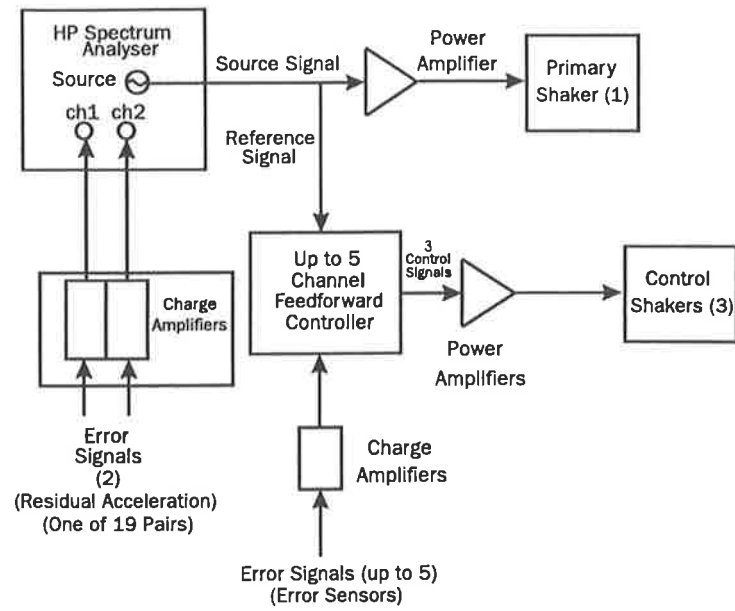 HP Spectrum
Analyser
Source
ch1 ch2
Source Signal
Power
Amplifier
Primary
Shaker (1)
Reference
Signal
Up to 5
Channel
Feedforward
Controller
3
Control
Signals
Power
Amplifiers
Control
Shakers (3)
Charge
Amplifiers
Error
Signals
(2)
(Residual Acceleration)
(One of 19 Pairs)
Charge
Amplifiers
Error Signals (up to 5)
(Error Sensors)